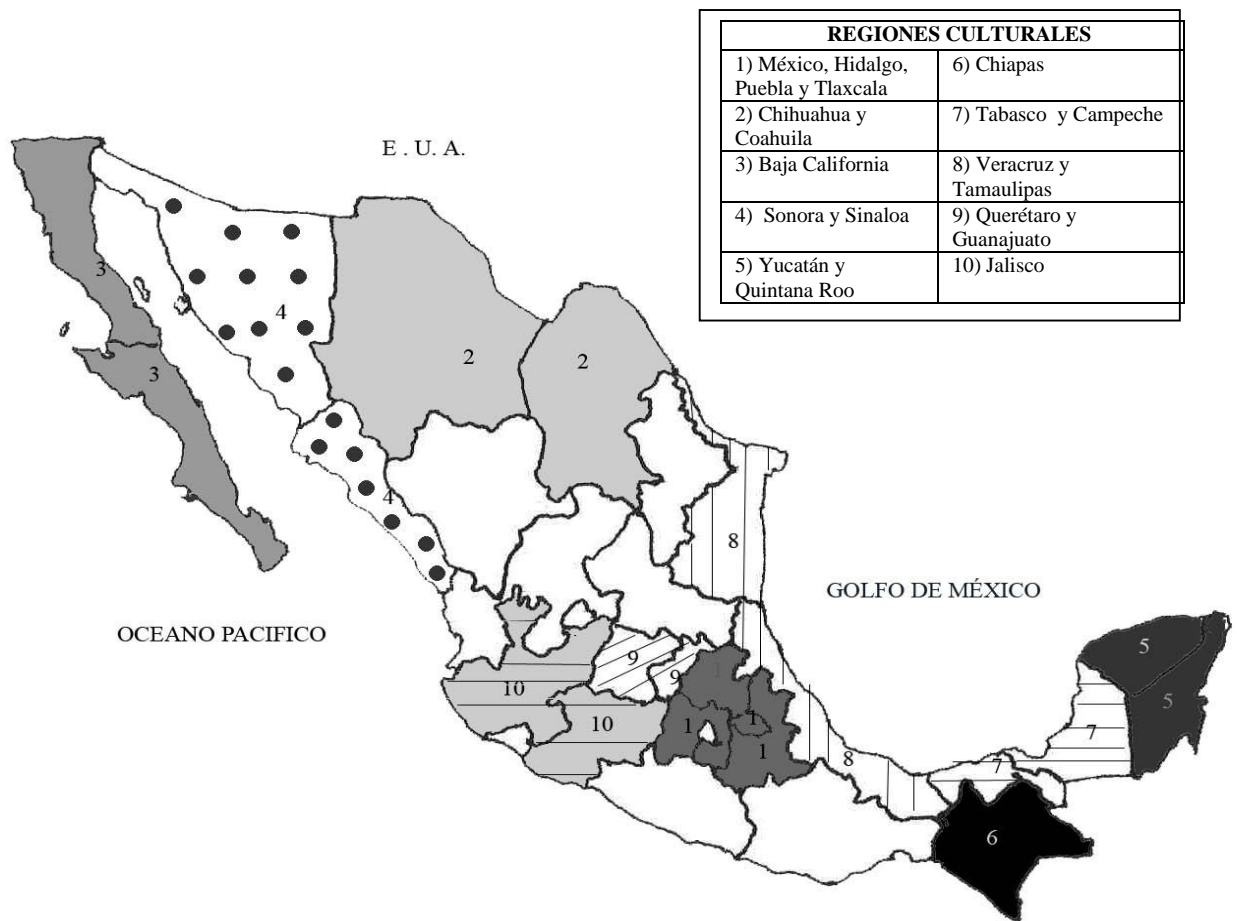 REGIONES CULTURALES
1) México, Hidalgo,
Puebla y Tlaxcala
6) Chiapas
2) Chihuahua y
Coahuila
7) Tabasco y Campeche
3) Baja California
8) Veracruz y
Tamaulipas
4) Sonora y Sinaloa
9) Querétaro y
Guanajuato
5) Yucatán y
Quintana Roo
10) Jalisco
E . U. A.
3
4
2
2
3
4
8
GOLFO DE MÉXICO
OCEANO PACIFICO
9
9
1
5
10
5
10
1
1
1
7
8
7
6